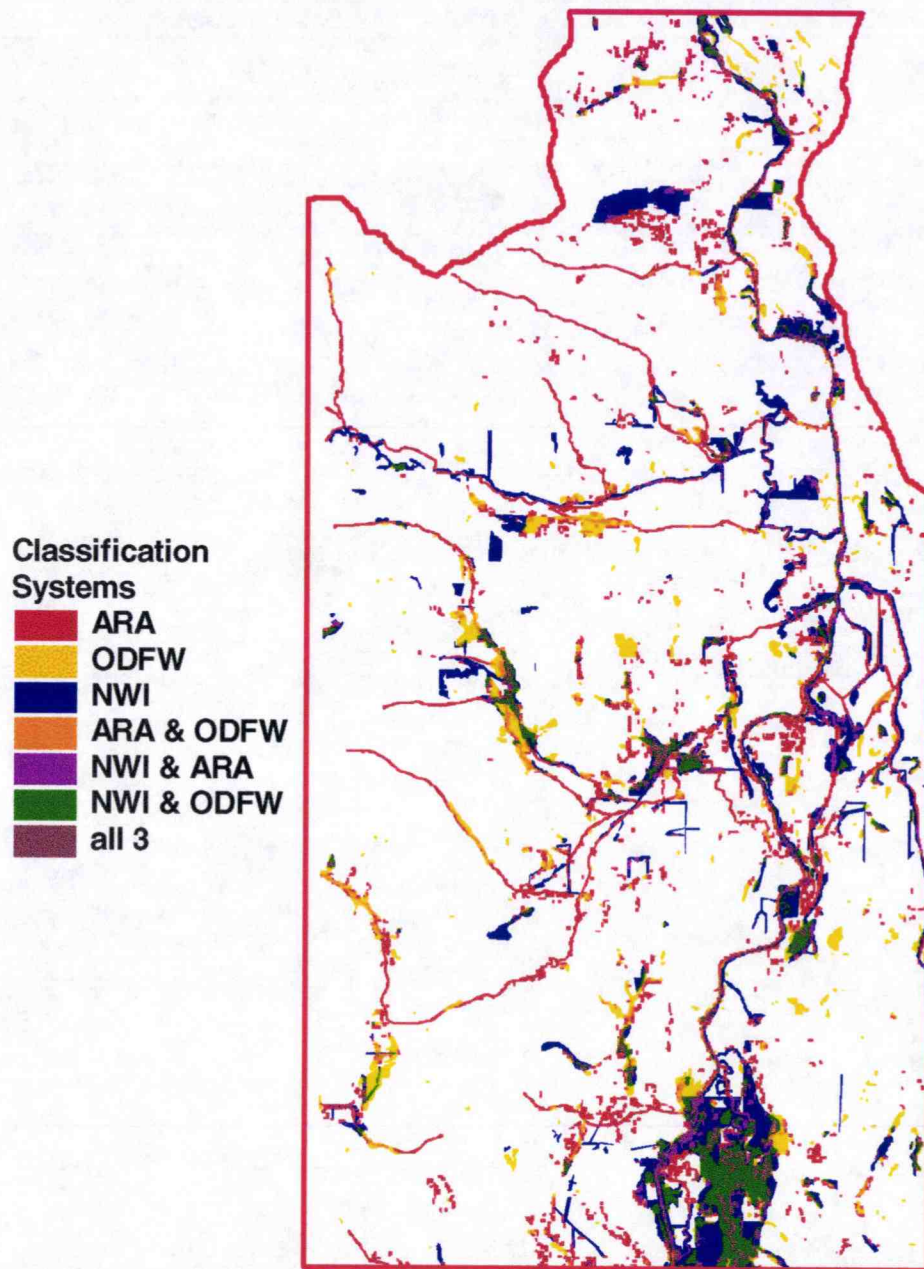 Classification
Systems
ARA
ODFW
NWI
ARA & ODFW
NWI & ARA
NWI & ODFW
all 3